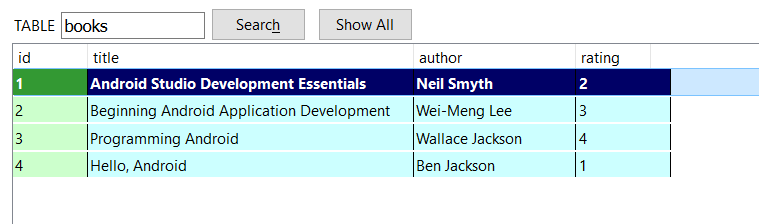 TABLE books Search Show All
id title author rating
1 Android Studio Development Essentials Neil Smyth 2
2 Beginning Android Application Development Wei-Meng Lee 3
3 Programming Android Wallace Jackson 4
4 Hello, Android Ben Jackson 1